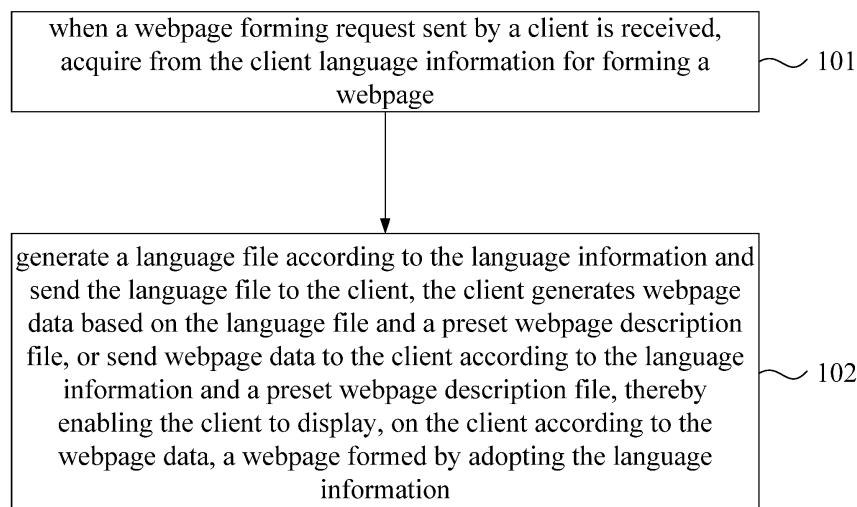 when a webpage forming request sent by a client is received,
acquire from the client language information for forming a
webpage
101
generate a language file according to the language information and
send the language file to the client, the client generates webpage
data based on the language file and a preset webpage description
file, or send webpage data to the client according to the language
information and a preset webpage description file, thereby
enabling the client to display, on the client according to the
webpage data, a webpage formed by adopting the language
information
102